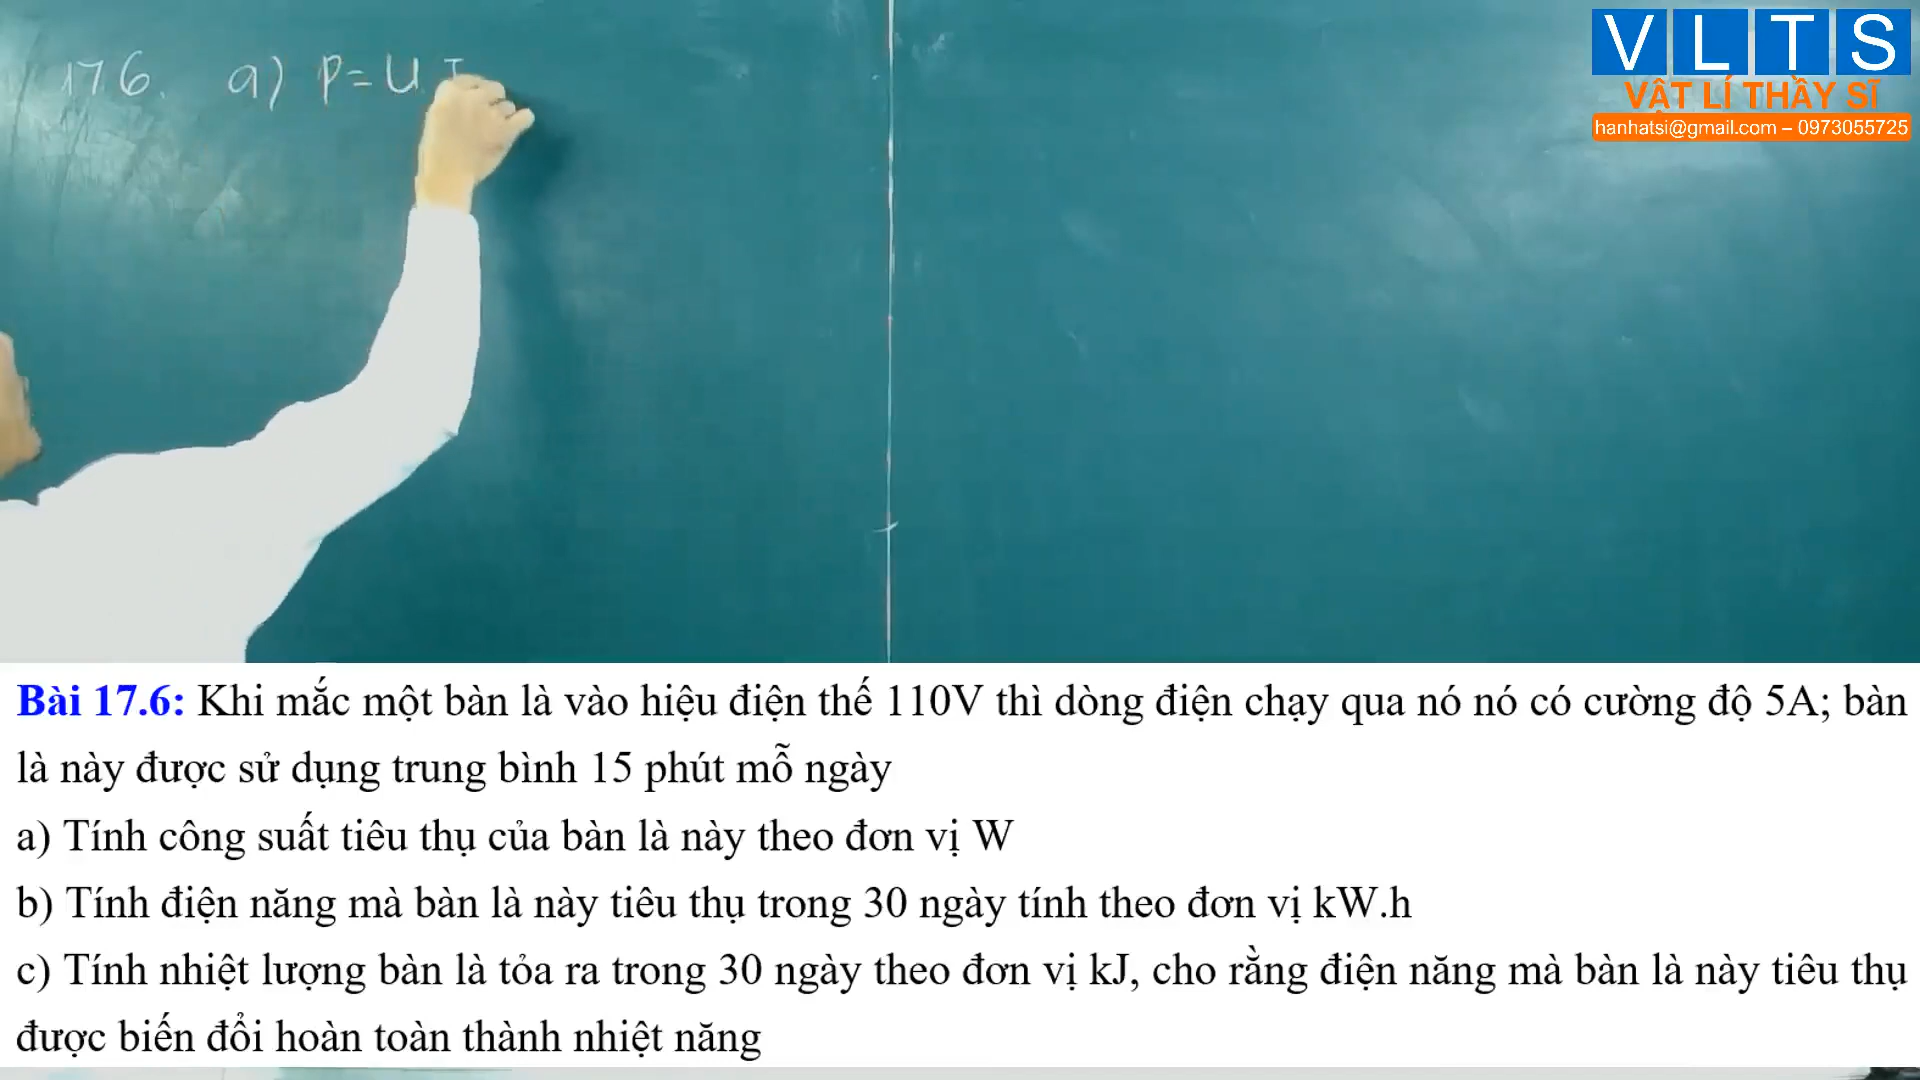 17.6. a) P = U. I
VLTS
VẬT LÍ THẦY SĨ
hanhatsi@gmail.com – 0973055725
Bài 17.6: Khi mắc một bàn là vào hiệu điện thế 110V thì dòng điện chạy qua nó nó có cường độ 5A; bàn
là này được sử dụng trung bình 15 phút mỗ ngày
a) Tính công suất tiêu thụ của bàn là này theo đơn vị W
b) Tính điện năng mà bàn là này tiêu thụ trong 30 ngày tính theo đơn vị kW.h
c) Tính nhiệt lượng bàn là tỏa ra trong 30 ngày theo đơn vị kJ, cho rằng điện năng mà bàn là này tiêu thụ
được biến đổi hoàn toàn thành nhiệt năng